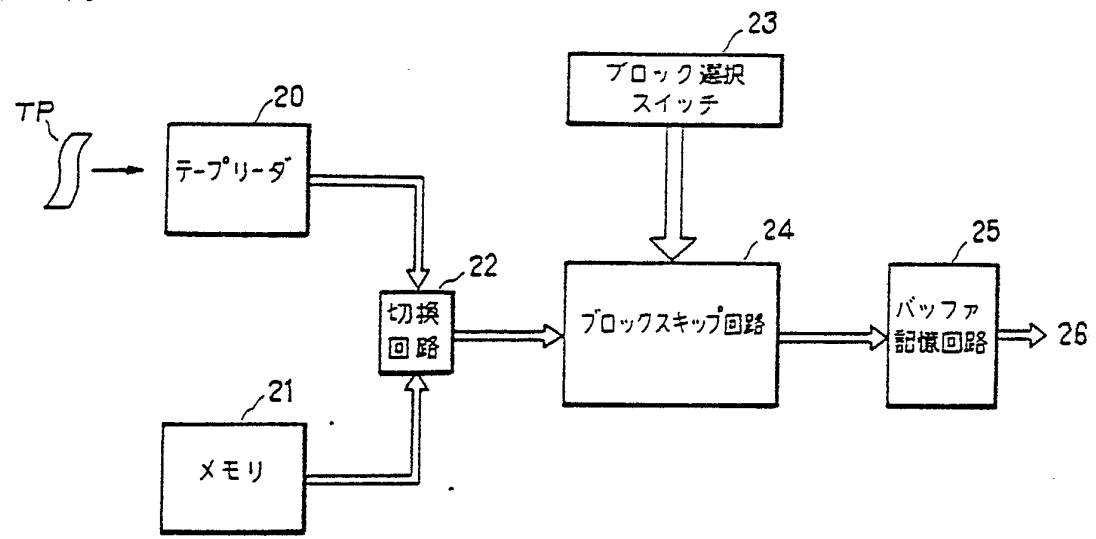 23
ブロック選択
スイッチ
TP
20
テープリーダ
22
切換
回路
24
ブロックスキップ回路
25
バッファ
記憶回路
26
21
メモリ